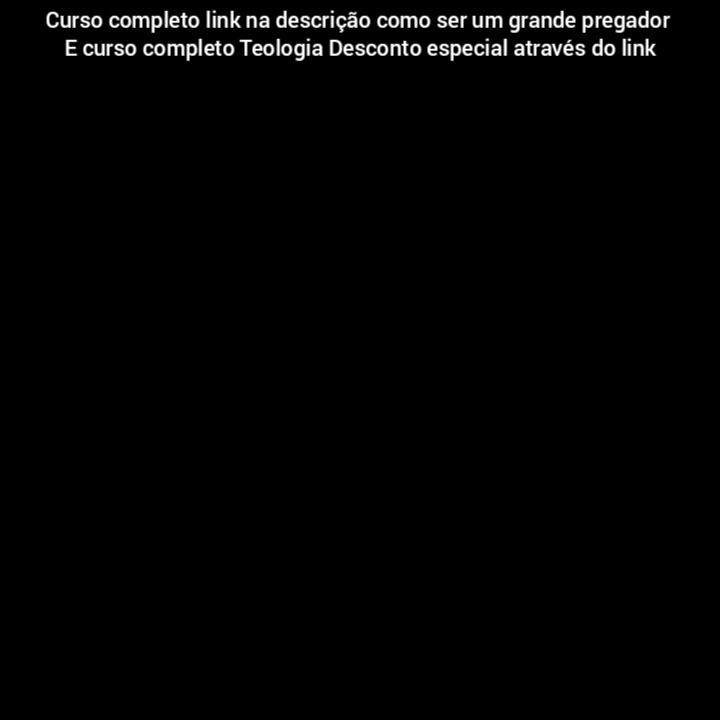 Curso completo link na descrição como ser um grande pregador
E curso completo Teologia Desconto especial através do link